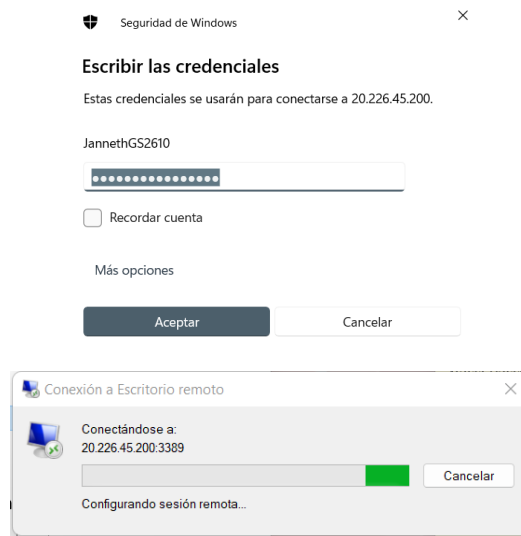 Seguridad de Windows
Escribir las credenciales
Estas credenciales se usarán para conectarse a 20.226.45.200.
JannethGS2610
••••••••••••••••
Recordar cuenta
Más opciones
Aceptar Cancelar
Conexión a Escritorio remoto
Conectándose a:
20.226.45.200:3389
Cancelar
Configurando sesión remota...